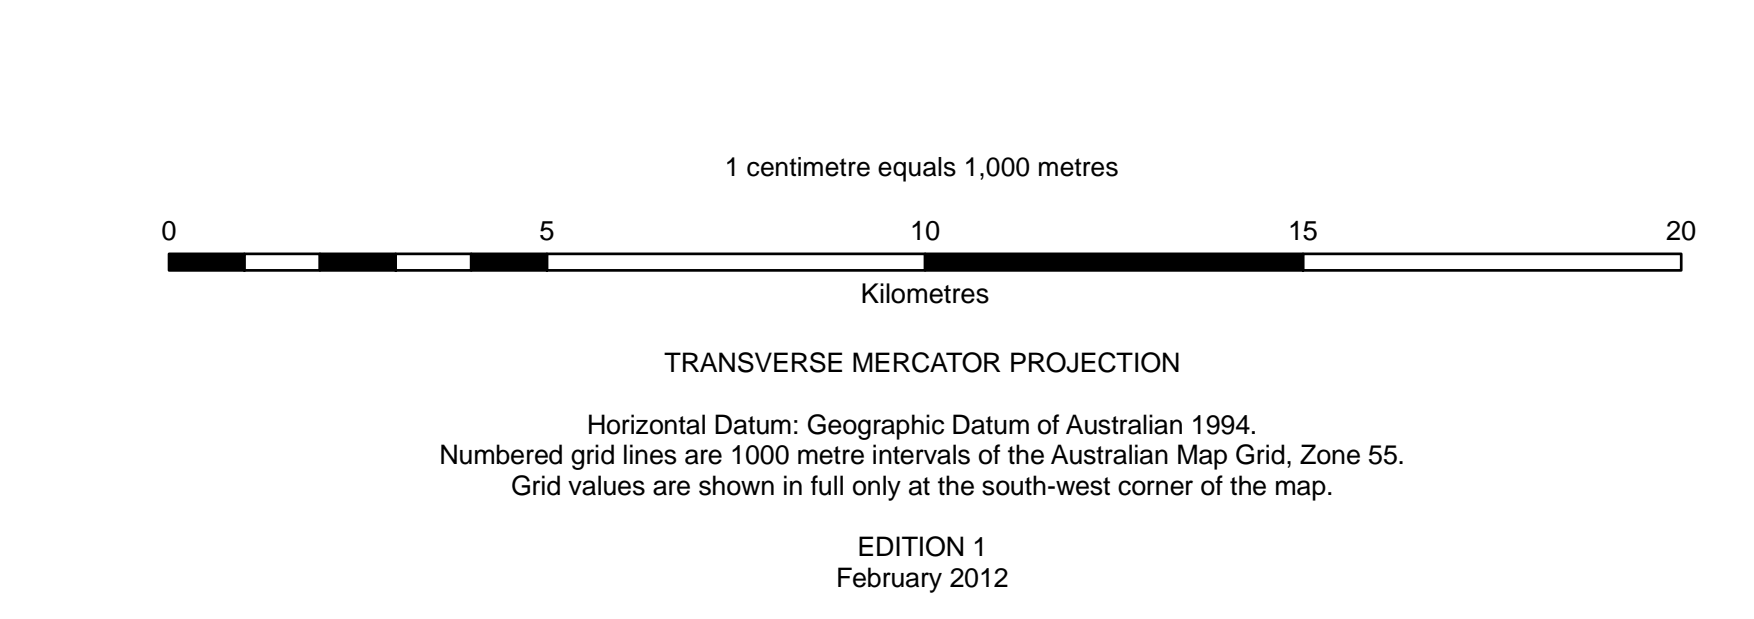 1 centimetre equals 1,000 metres
0 5 10 15 20
Kilometres
TRANSVERSE MERCATOR PROJECTION
Horizontal Datum: Geographic Datum of Australian 1994.
Numbered grid lines are 1000 metre intervals of the Australian Map Grid, Zone 55.
Grid values are shown in full only at the south-west corner of the map.
EDITION 1
February 2012